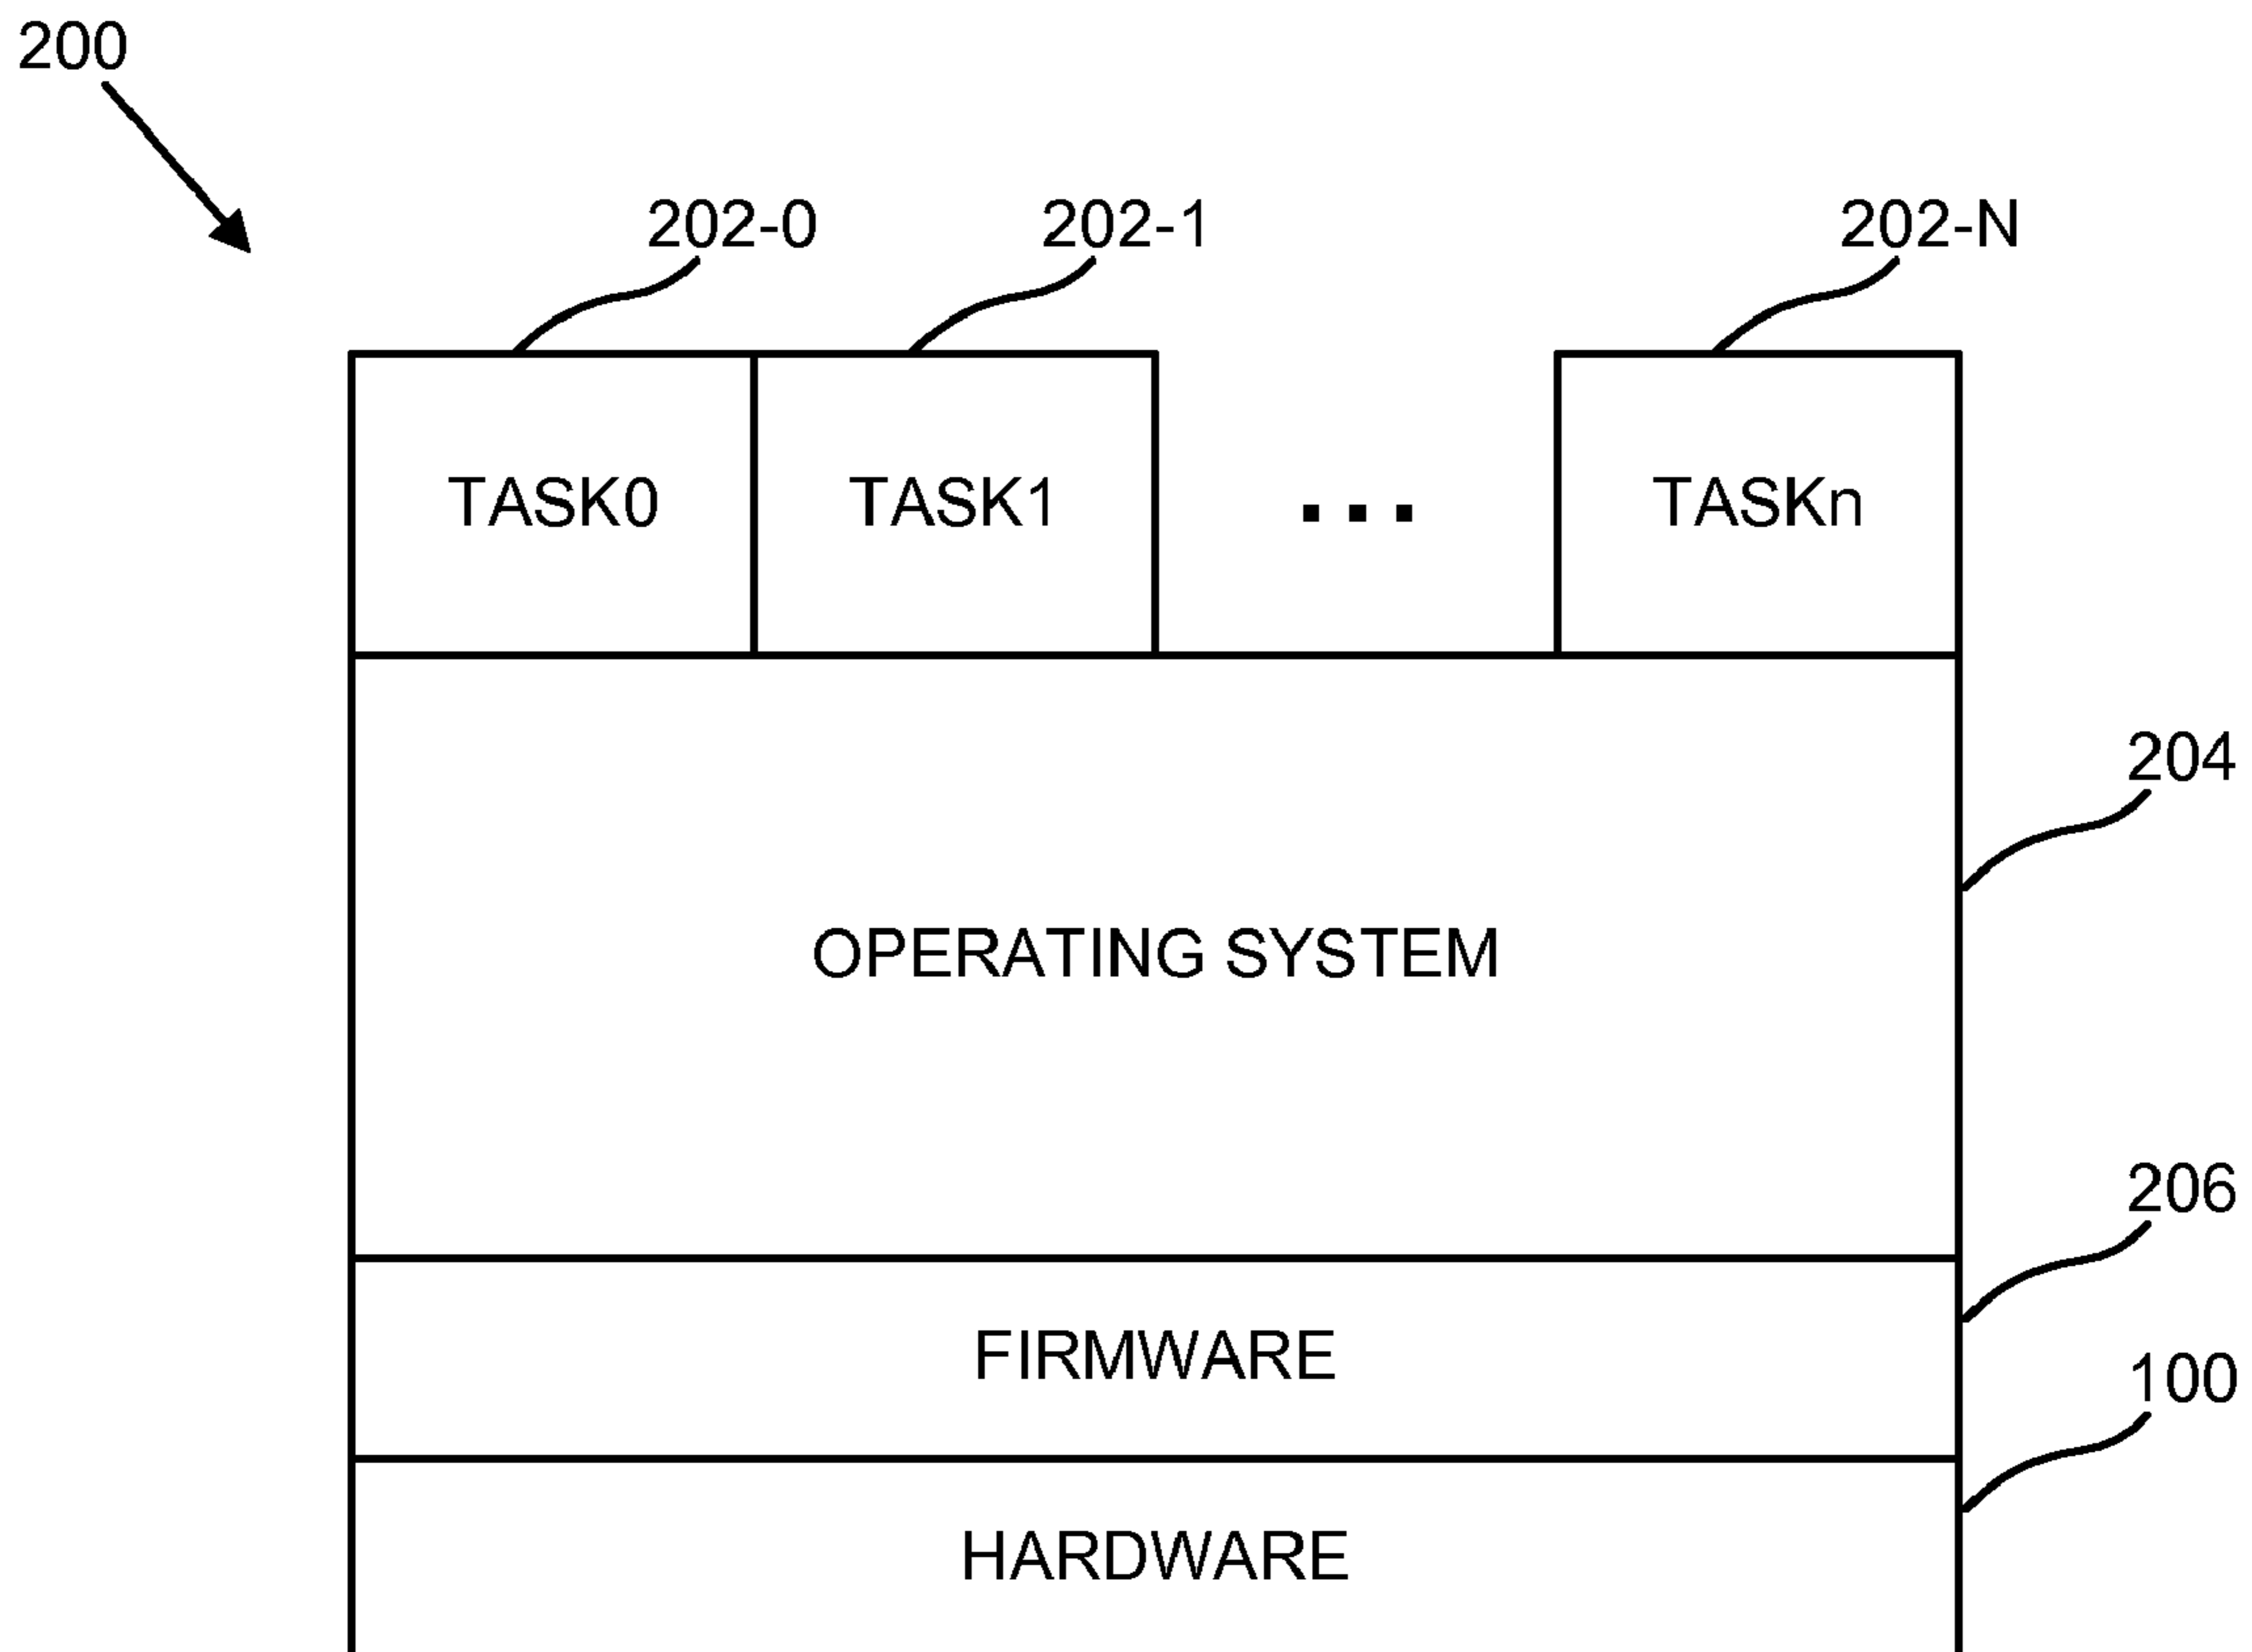 200
202-0 202-1 202-N
TASK0 TASK1 ... TASKn
204
OPERATING SYSTEM
206
FIRMWARE
100
HARDWARE